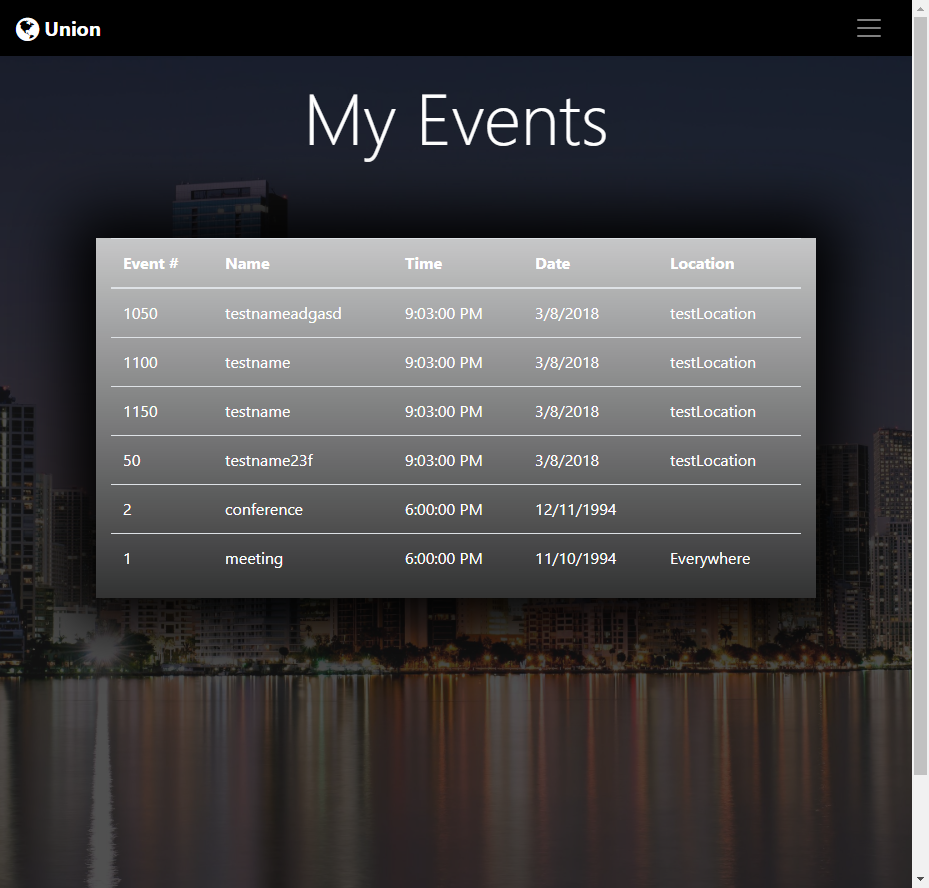 Union
My Events
Event # Name Time Date Location
1050 testnameadgasd 9:03:00 PM 3/8/2018 testLocation
1100 testname 9:03:00 PM 3/8/2018 testLocation
1150 testname 9:03:00 PM 3/8/2018 testLocation
50 testname23f 9:03:00 PM 3/8/2018 testLocation
2 conference 6:00:00 PM 12/11/1994
1 meeting 6:00:00 PM 11/10/1994 Everywhere